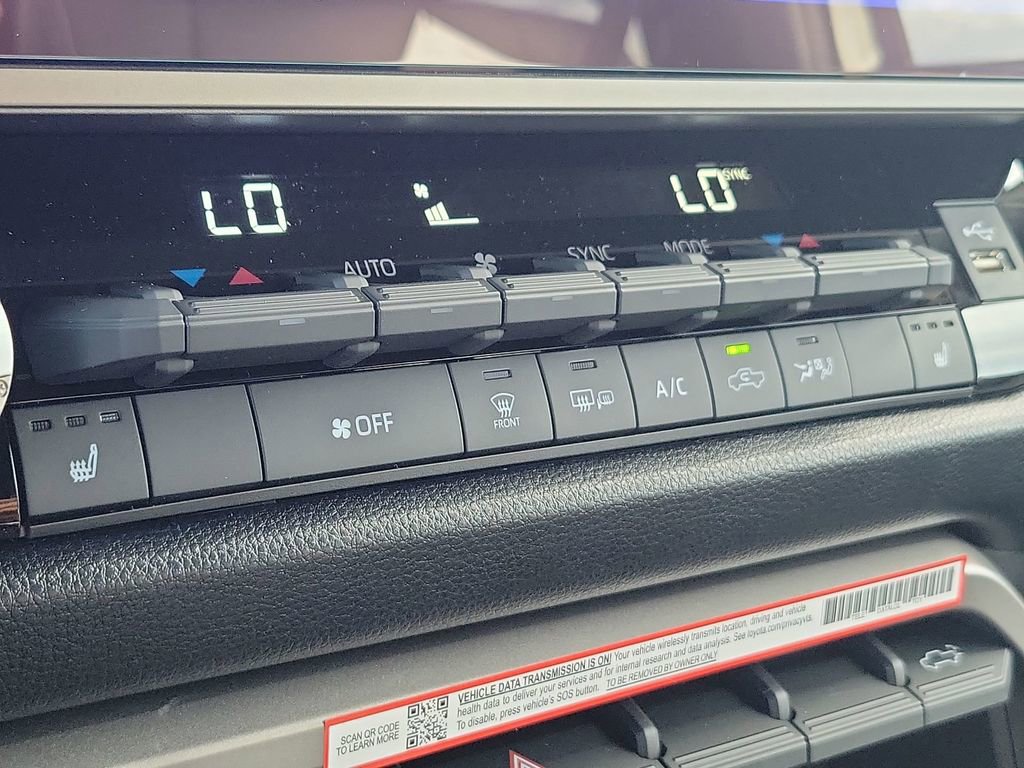 LO
LO
SYNC
AUTO
SYNC
MODE
OFF
FRONT
A/C
SCAN QR CODE
TO LEARN MORE
VEHICLE DATA TRANSMISSION IS ON! Your vehicle wirelessly transmits location, driving and vehicle
health data to deliver your services and for internal research and data analysis. See toyota.com/privacyvts.
To disable, press vehicle's SOS button. TO BE REMOVED BY OWNER ONLY